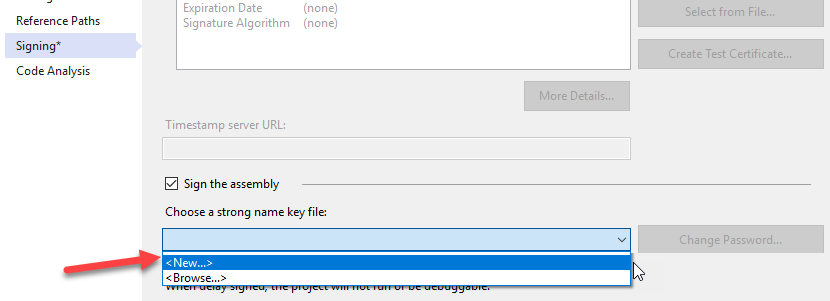 Reference Paths
Signing*
Code Analysis
Expiration Date (none)
Signature Algorithm (none)
Select from File...
Create Test Certificate...
More Details...
Timestamp server URL:
Sign the assembly
Choose a strong name key file:
Change Password...
<New...>
<Browse...>
When delay signed, the project will not run or be debuggable.